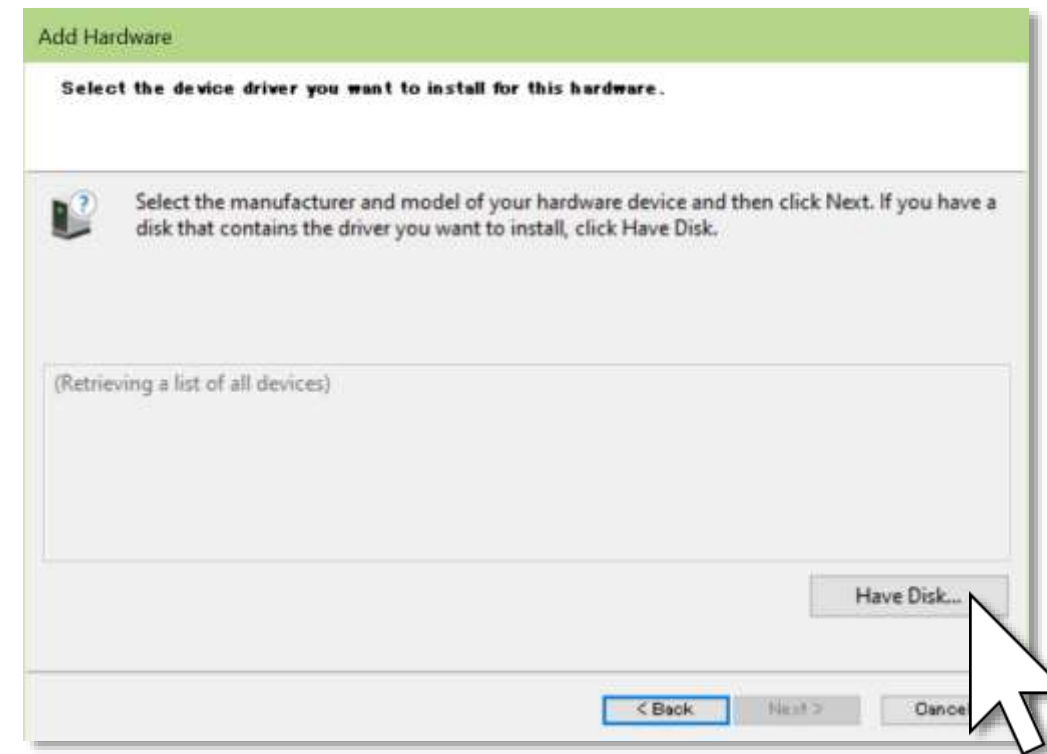 Add Hardware
Select the device driver you want to install for this hardware.
Select the manufacturer and model of your hardware device and then click Next. If you have a
disk that contains the driver you want to install, click Have Disk.
(Retrieving a list of all devices)
Have Disk...
< Back Next > Cancel